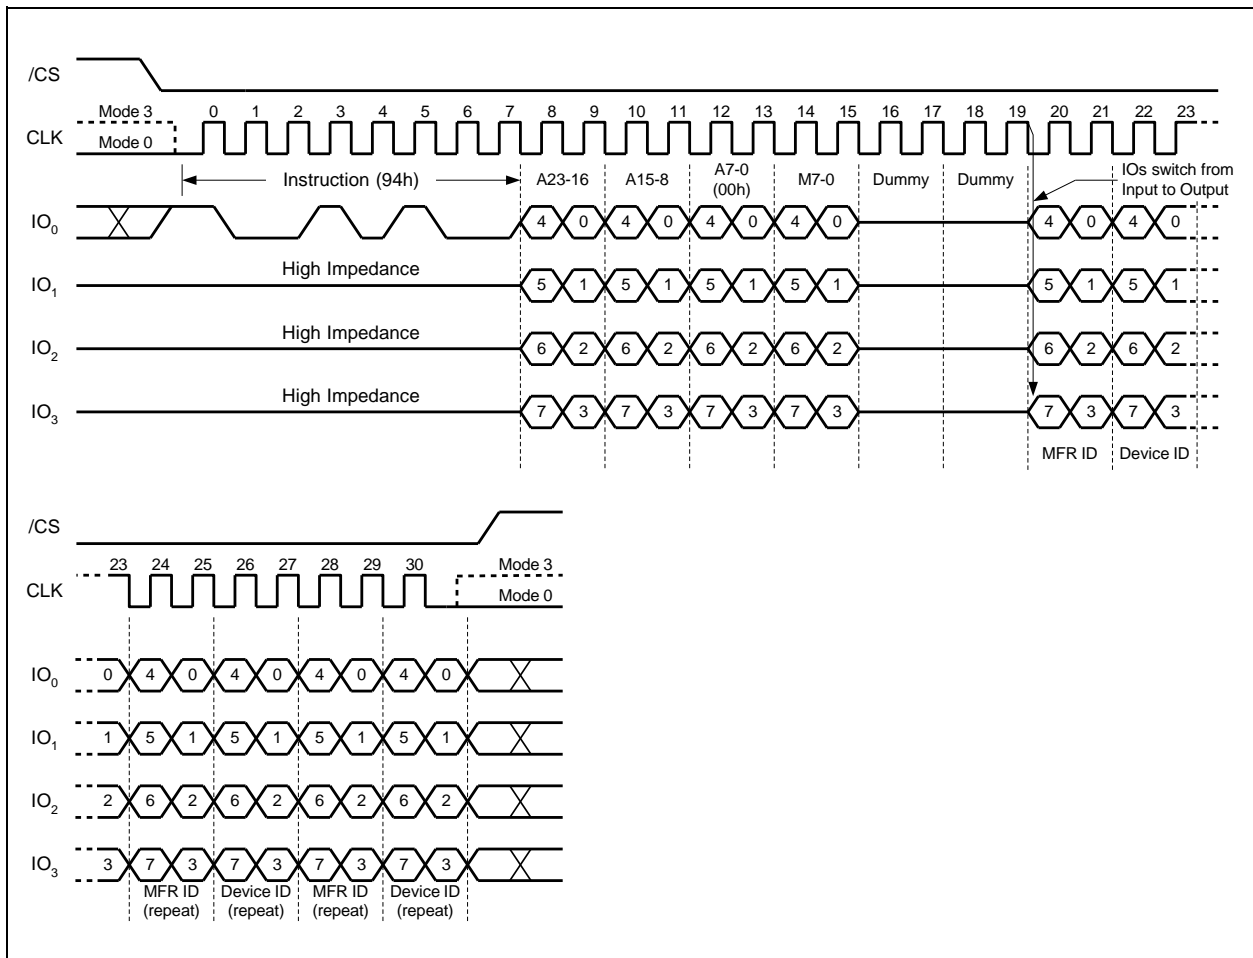 /CS
Mode 3 0 1 2 3 4 5 6 7 8 9 10 11 12 13 14 15 16 17 18 19 20 21 22 23
CLK
Mode 0
Instruction (94h) A23-16 A15-8 A7-0 (00h) M7-0 Dummy Dummy IOs switch from Input to Output
IO0 4 0 4 0 4 0 4 0 4 0 4 0
High Impedance
IO1 5 1 5 1 5 1 5 1 5 1 5 1
High Impedance
IO2 6 2 6 2 6 2 6 2 6 2 6 2
High Impedance
IO3 7 3 7 3 7 3 7 3 7 3 7 3
MFR ID Device ID
/CS
23 24 25 26 27 28 29 30 Mode 3
CLK
Mode 0
IO0 0 4 0 4 0 4 0 4 0
IO1 1 5 1 5 1 5 1 5 1
IO2 2 6 2 6 2 6 2 6 2
IO3 3 7 3 7 3 7 3 7 3
MFR ID (repeat) Device ID (repeat) MFR ID (repeat) Device ID (repeat)